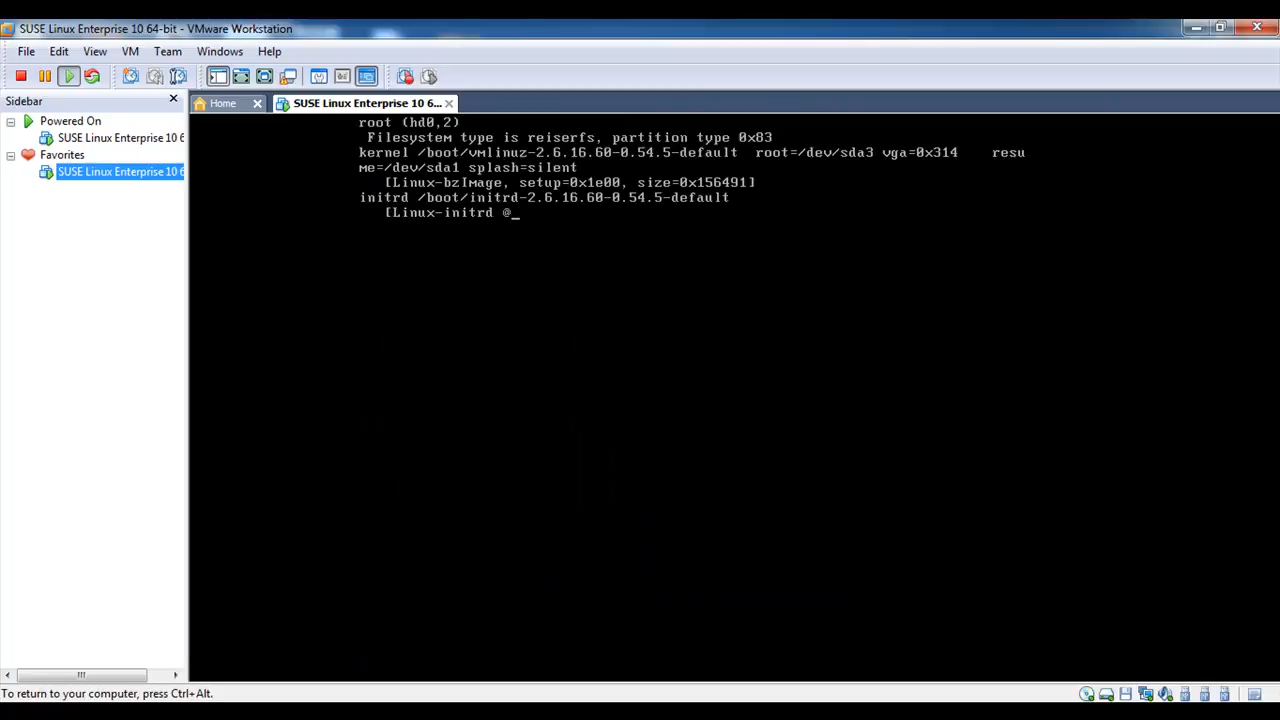 SUSE Linux Enterprise 10 64-bit - VMware Workstation
File Edit View VM Team Windows Help
Sidebar
Home
SUSE Linux Enterprise 10 6...
Powered On
SUSE Linux Enterprise 10 6
Favorites
SUSE Linux Enterprise 10 6
root (hd0,2)
Filesystem type is reiserfs, partition type 0x83
kernel /boot/vmlinuz-2.6.16.60-0.54.5-default root=/dev/sda3 vga=0x314 resu
me=/dev/sda1 splash=silent
[Linux-bzImage, setup=0x1e00, size=0x156491]
initrd /boot/initrd-2.6.16.60-0.54.5-default
[Linux-initrd @_
To return to your computer, press Ctrl+Alt.